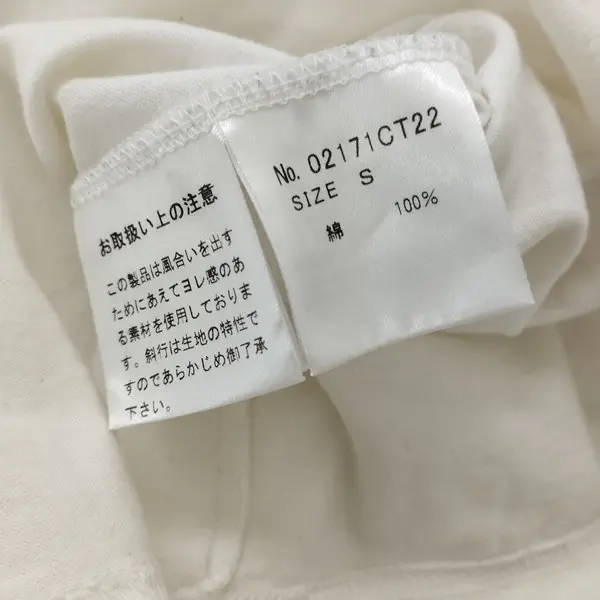 お取扱い上の注意
この製品は風合いを出す
ためにあえてヨレ感のあ
る素材を使用しておりま
す。斜行は生地の特性で
すのであらかじめ御了承
下さい。
No. 02171CT22
SIZE S
綿 100%